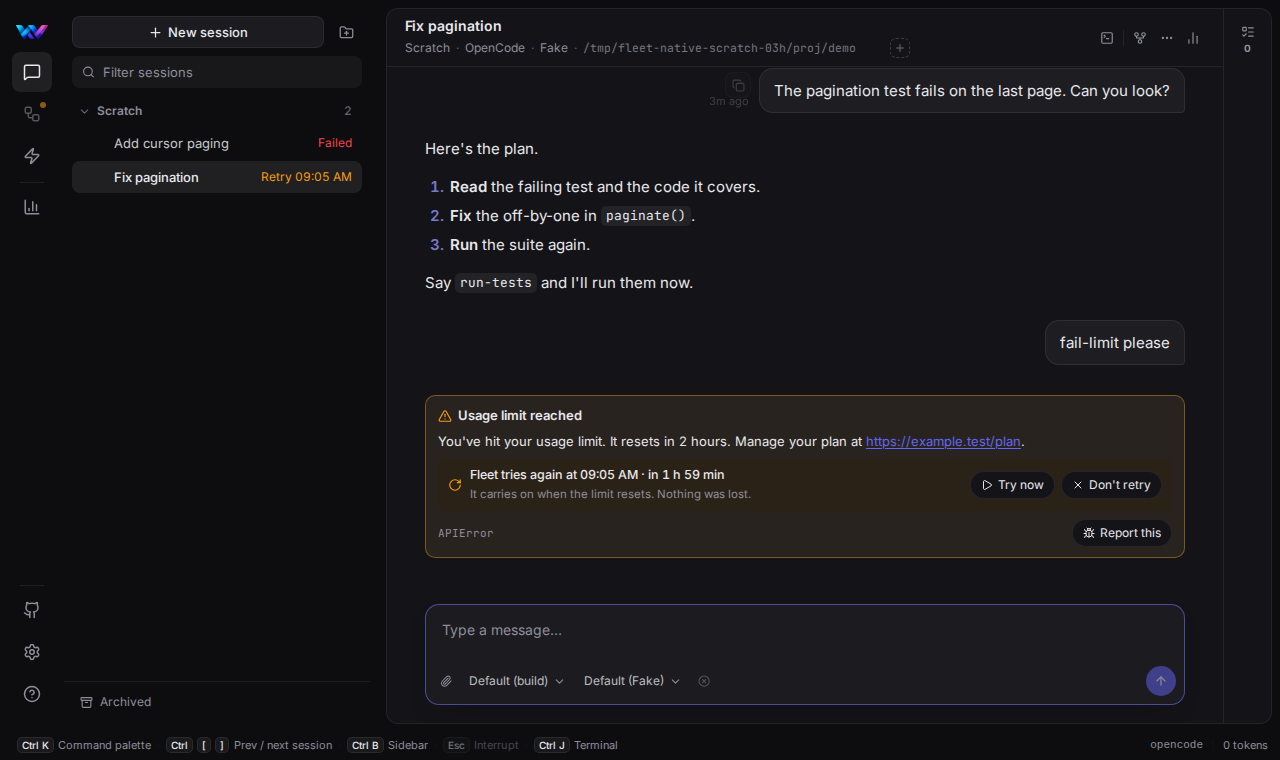 New session
Filter sessions
Scratch 2
Add cursor paging Failed
Fix pagination Retry 09:05 AM
Archived
Fix pagination
Scratch · OpenCode · Fake · /tmp/fleet-native-scratch-03h/proj/demo
0
3m ago
The pagination test fails on the last page. Can you look?
Here's the plan.
1. Read the failing test and the code it covers.
2. Fix the off-by-one in paginate().
3. Run the suite again.
Say run-tests and I'll run them now.
fail-limit please
Usage limit reached
You've hit your usage limit. It resets in 2 hours. Manage your plan at https://example.test/plan.
Fleet tries again at 09:05 AM · in 1 h 59 min
It carries on when the limit resets. Nothing was lost.
Try now
Don't retry
APIError
Report this
Type a message...
Default (build) Default (Fake)
Ctrl K Command palette Ctrl [ ] Prev / next session Ctrl B Sidebar Esc Interrupt Ctrl J Terminal opencode 0 tokens